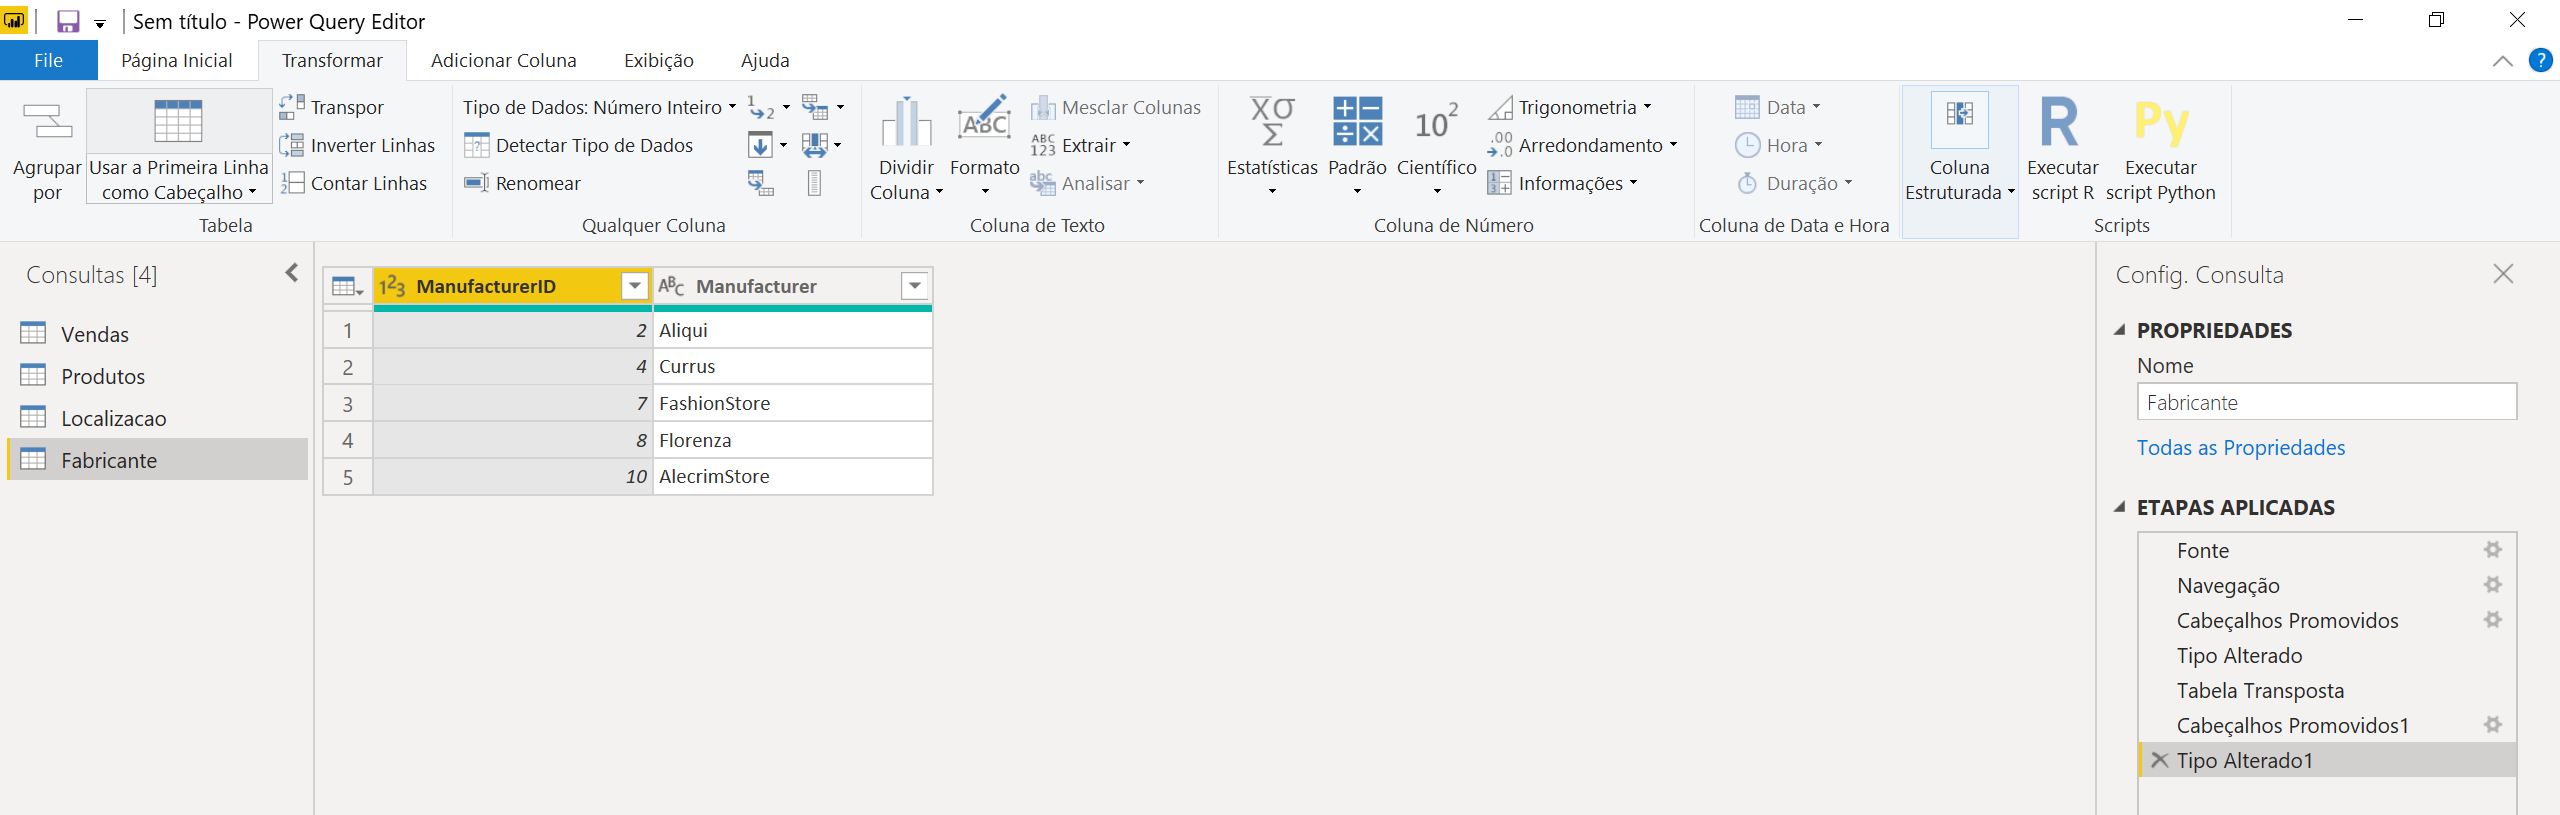 Sem título - Power Query Editor
File Página Inicial Transformar Adicionar Coluna Exibição Ajuda
Agrupar por
Usar a Primeira Linha como Cabeçalho
Transpor
Inverter Linhas
Contar Linhas
Tabela
Tipo de Dados: Número Inteiro
Detectar Tipo de Dados
Renomear
Qualquer Coluna
Dividir Coluna
Formato
Mesclar Colunas
Extrair
Analisar
Coluna de Texto
Estatísticas
Padrão
Científico
Trigonometria
Arredondamento
Informações
Coluna de Número
Data
Hora
Duração
Coluna de Data e Hora
Coluna Estruturada
Executar script R
Executar script Python
Scripts
Consultas [4]
Vendas
Produtos
Localizacao
Fabricante
ManufacturerID Manufacturer
1 2 Aliqui
2 4 Currus
3 7 FashionStore
4 8 Florenza
5 10 AlecrimStore
Config. Consulta
PROPRIEDADES
Nome
Fabricante
Todas as Propriedades
ETAPAS APLICADAS
Fonte
Navegação
Cabeçalhos Promovidos
Tipo Alterado
Tabela Transposta
Cabeçalhos Promovidos1
Tipo Alterado1